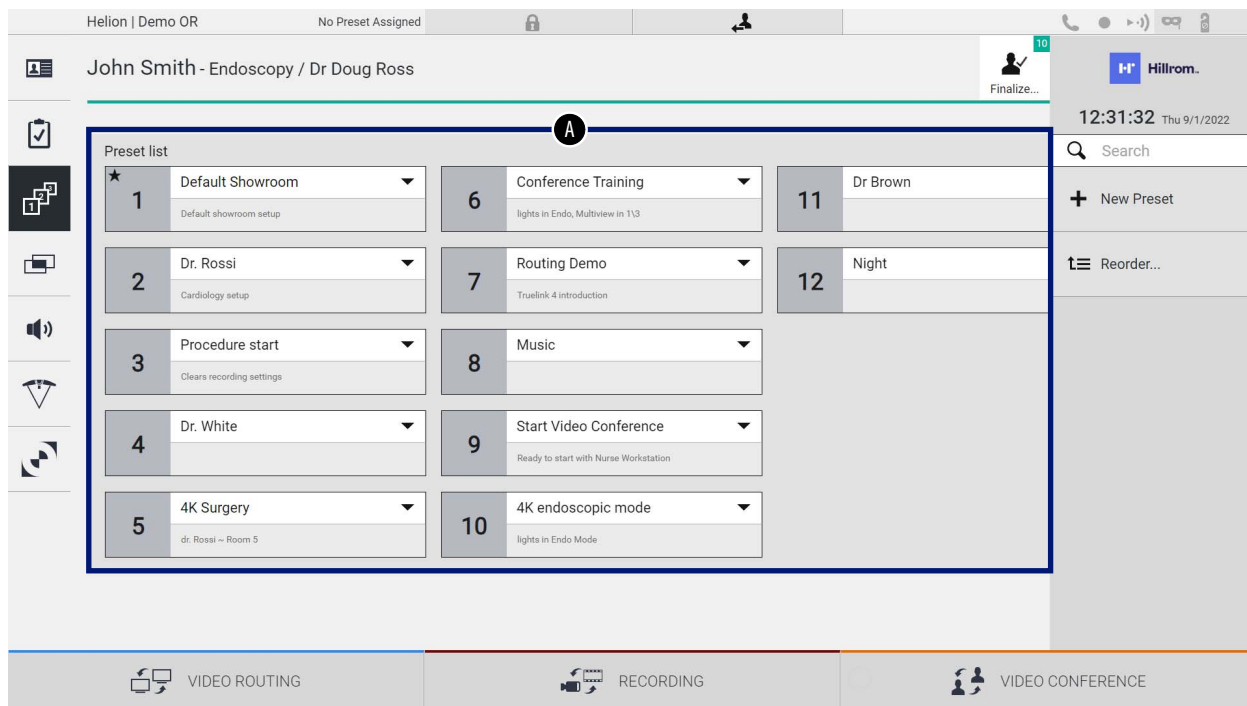 Helion | Demo OR
No Preset Assigned
10
John Smith - Endoscopy / Dr Doug Ross
Finalize...
Hillrom™
12:31:32 Thu 9/1/2022
A
Preset list
Search
New Preset
Reorder...
1
Default Showroom
Default showroom setup
2
Dr. Rossi
Cardiology setup
3
Procedure start
Clears recording settings
4
Dr. White
5
4K Surgery
dr. Rossi ~ Room 5
6
Conference Training
lights in Endo, Multiview in 1\3
7
Routing Demo
Truelink 4 introduction
8
Music
9
Start Video Conference
Ready to start with Nurse Workstation
10
4K endoscopic mode
lights in Endo Mode
11
Dr Brown
12
Night
VIDEO ROUTING
RECORDING
VIDEO CONFERENCE